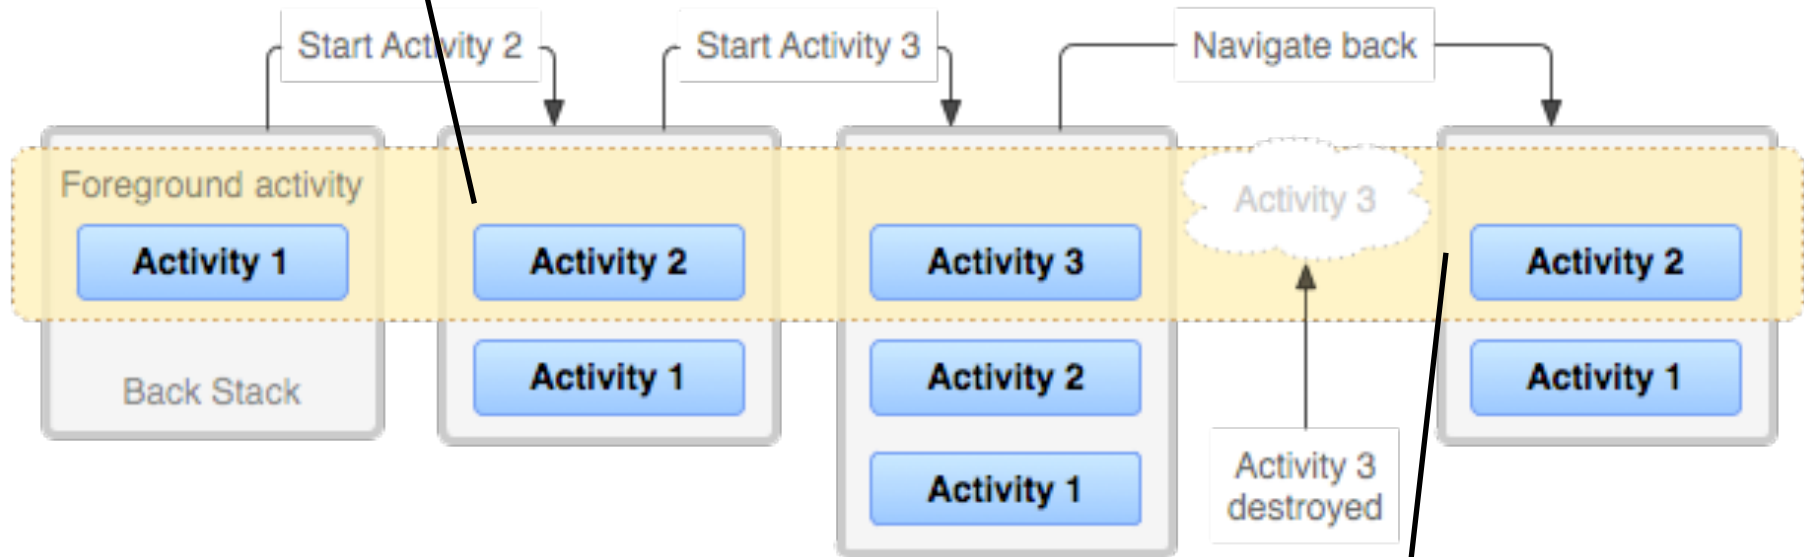 Start Activity 2
Start Activity 3
Navigate back
Foreground activity
Activity 1
Back Stack
Activity 2
Activity 1
Activity 3
Activity 2
Activity 1
Activity 3
Activity 3
destroyed
Activity 2
Activity 1